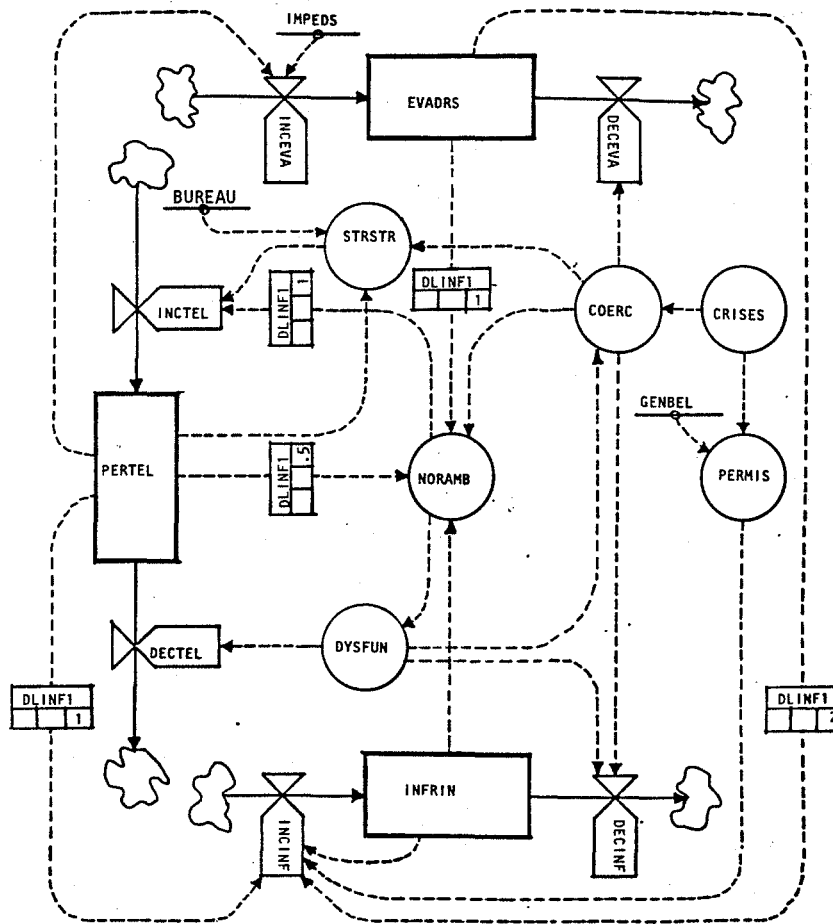 IMPEDS
EVADRS
INCEVA
DECEVA
BUREAU
STRSTR
DLINF1
1
COERC
CRISES
INCTEL
DLINF1
1
GENBEL
PERTEL
DLINF1
.5
NORAMB
PERMIS
DECTEL
DYSFUN
DLINF1
1
DLINF1
2
INFRIN
INCINF
DECINF